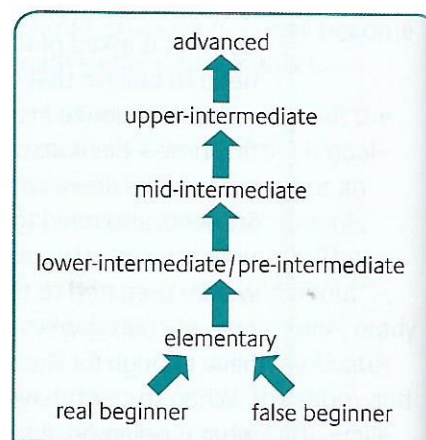 advanced
upper-intermediate
mid-intermediate
lower-intermediate/pre-intermediate
elementary
real beginner false beginner